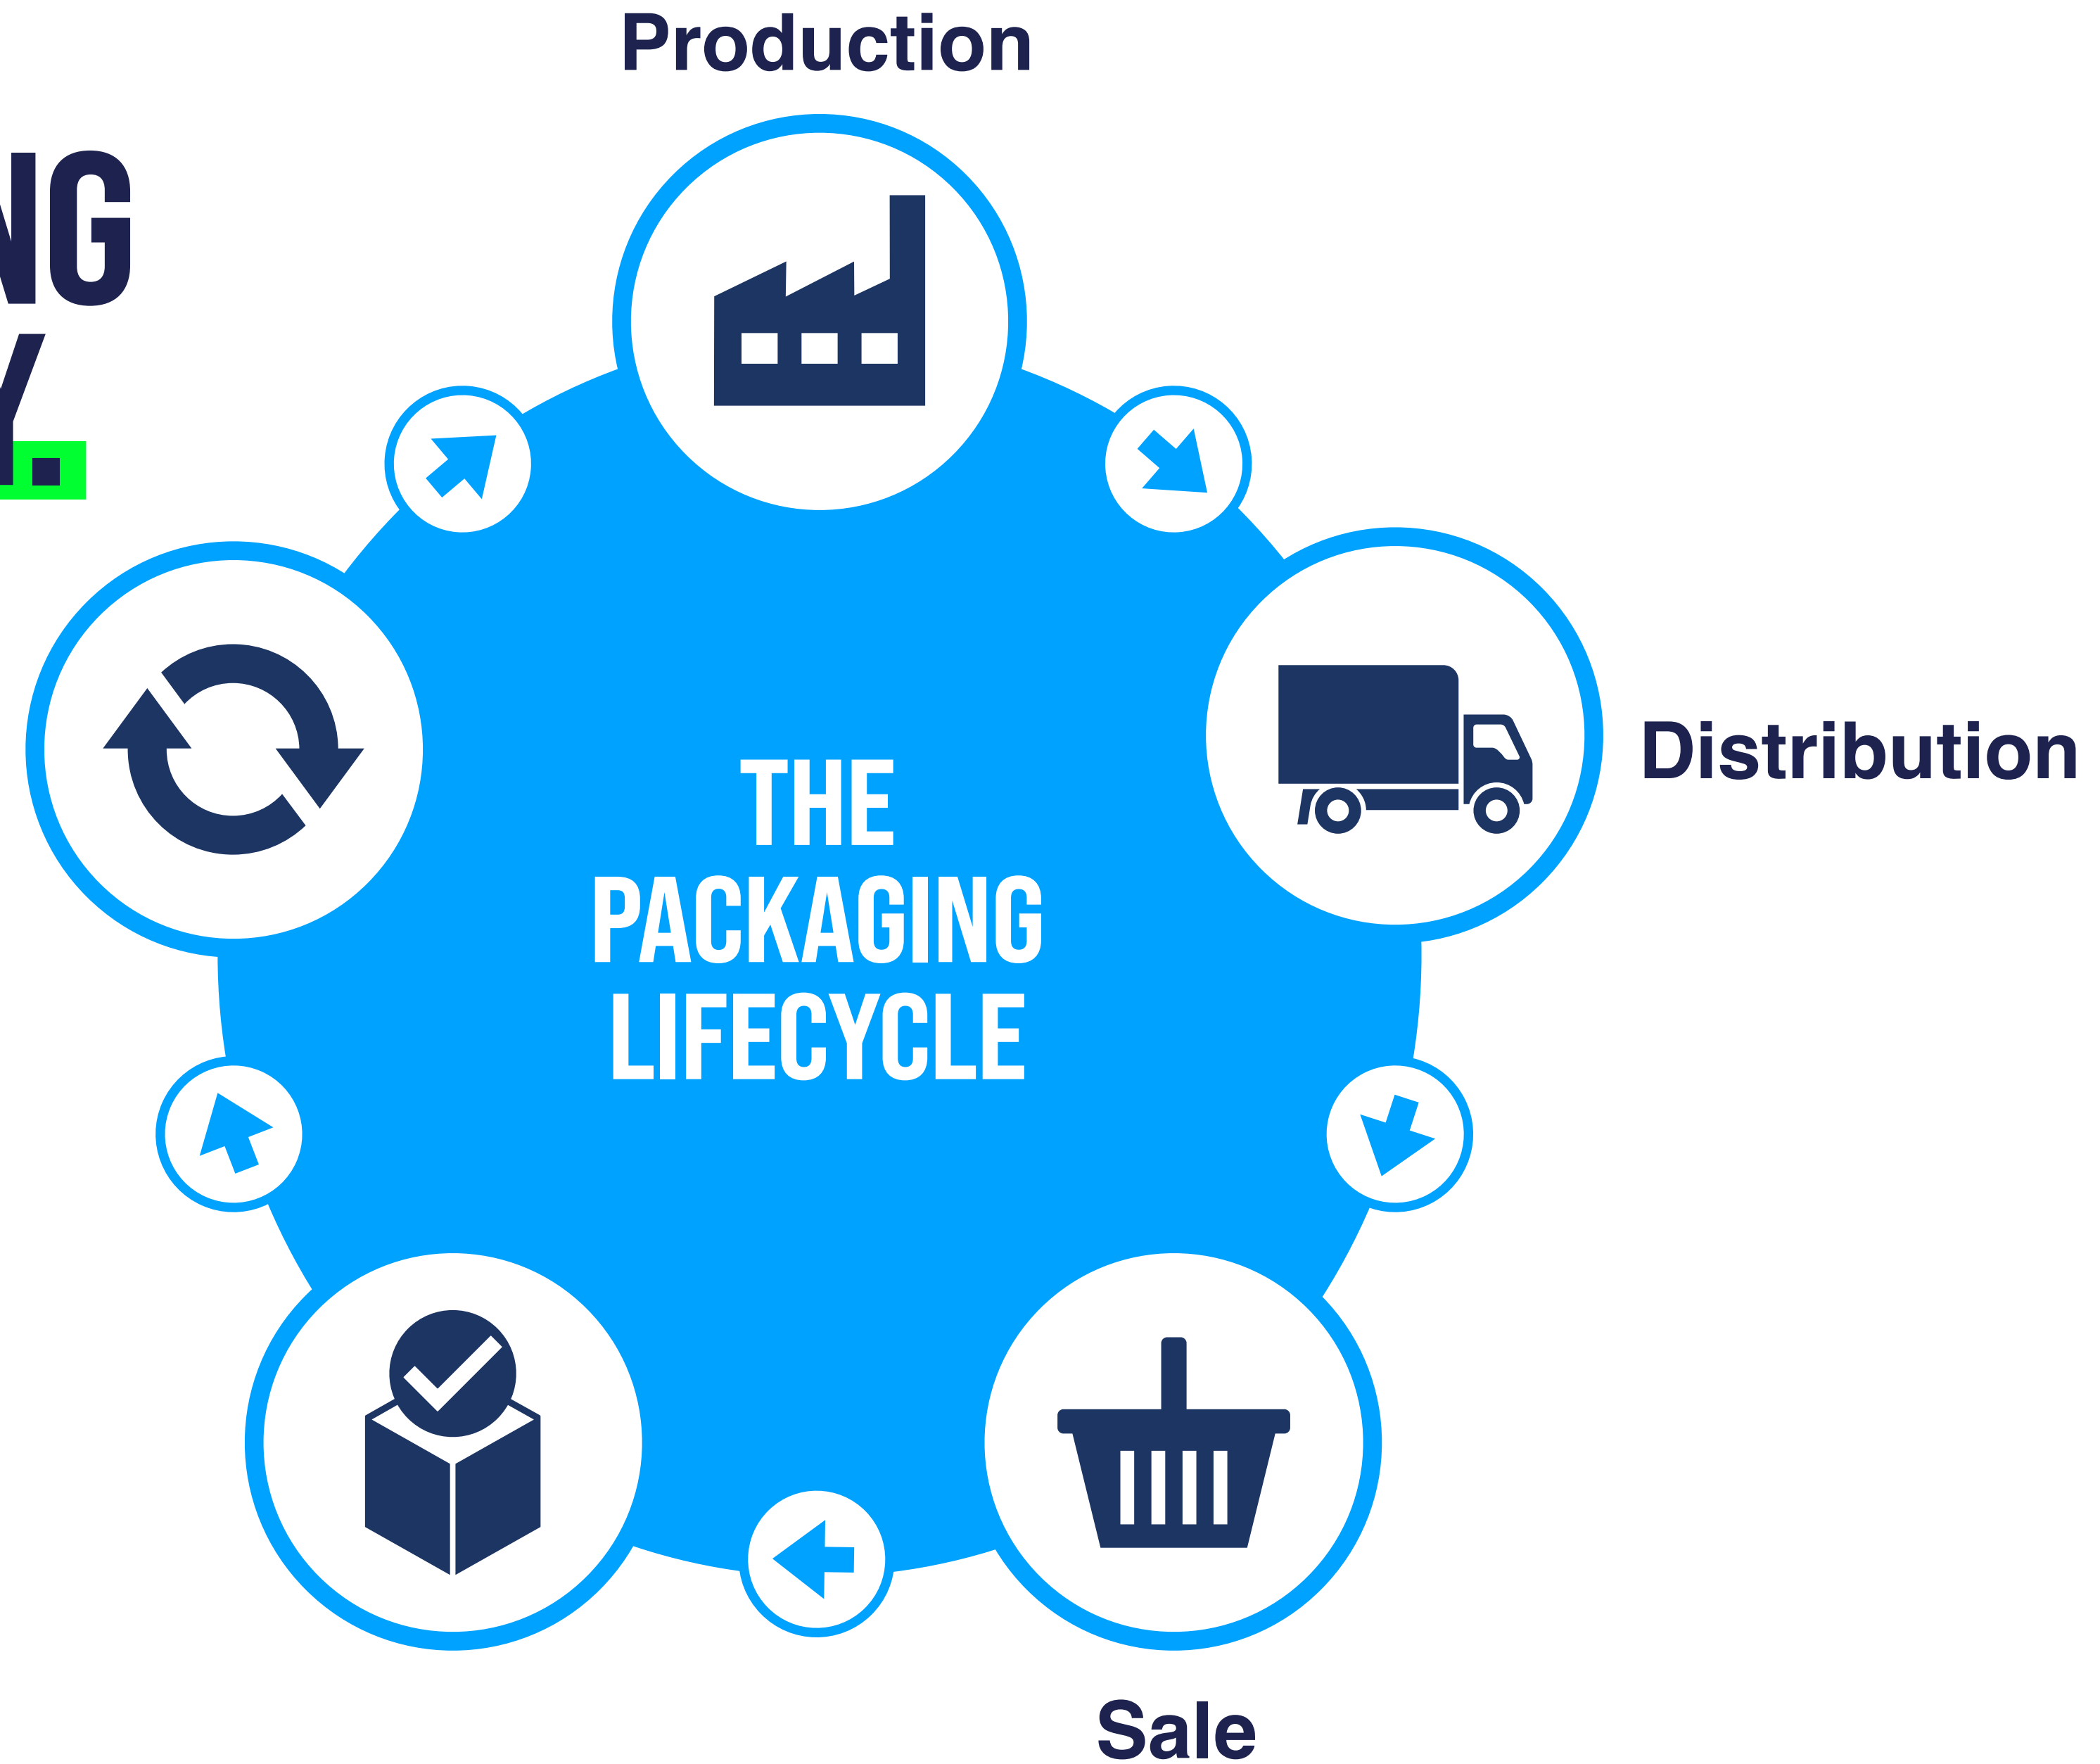 Production
NG
Y.
Distribution
THE
PACKAGING
LIFECYCLE
Sale